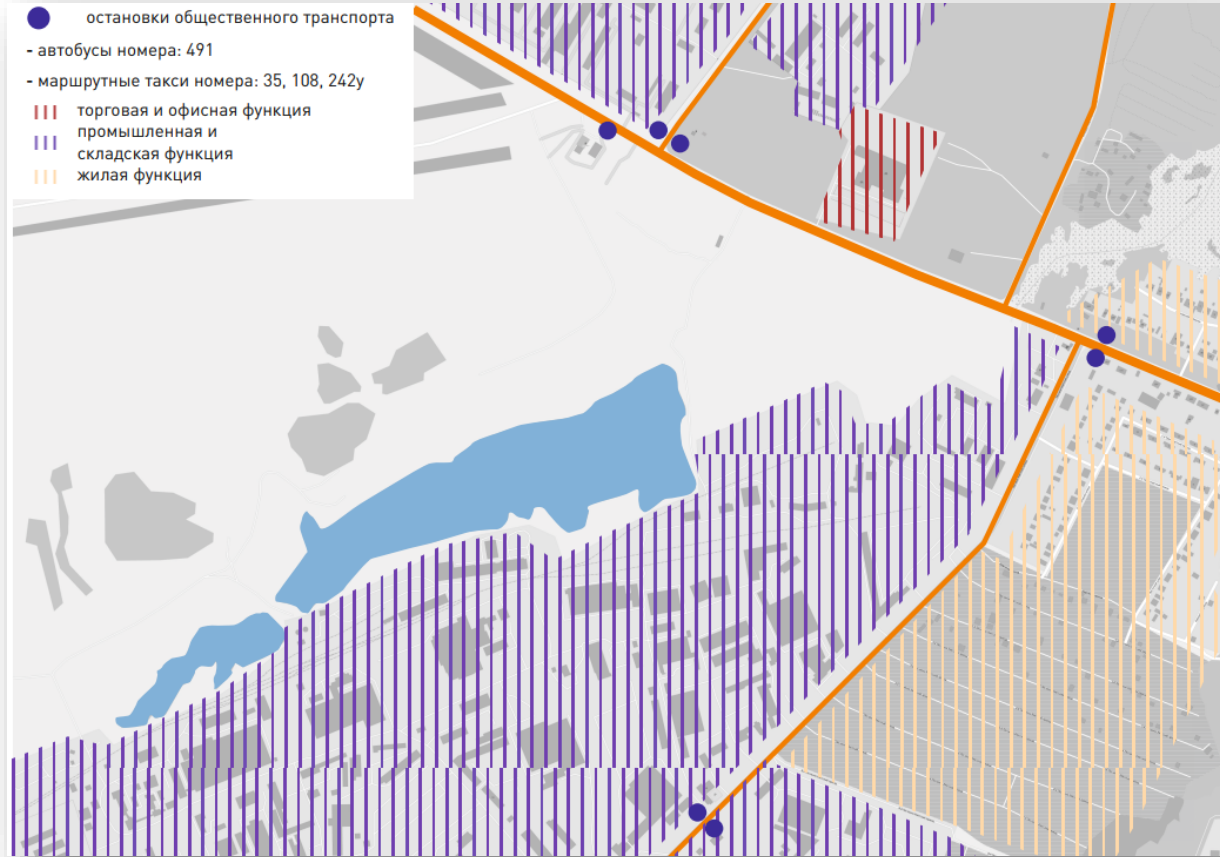 остановки общественного транспорта
- автобусы номера: 491
- маршрутные такси номера: 35, 108, 242у
торговая и офисная функция
промышленная и
складская функция
жилая функция